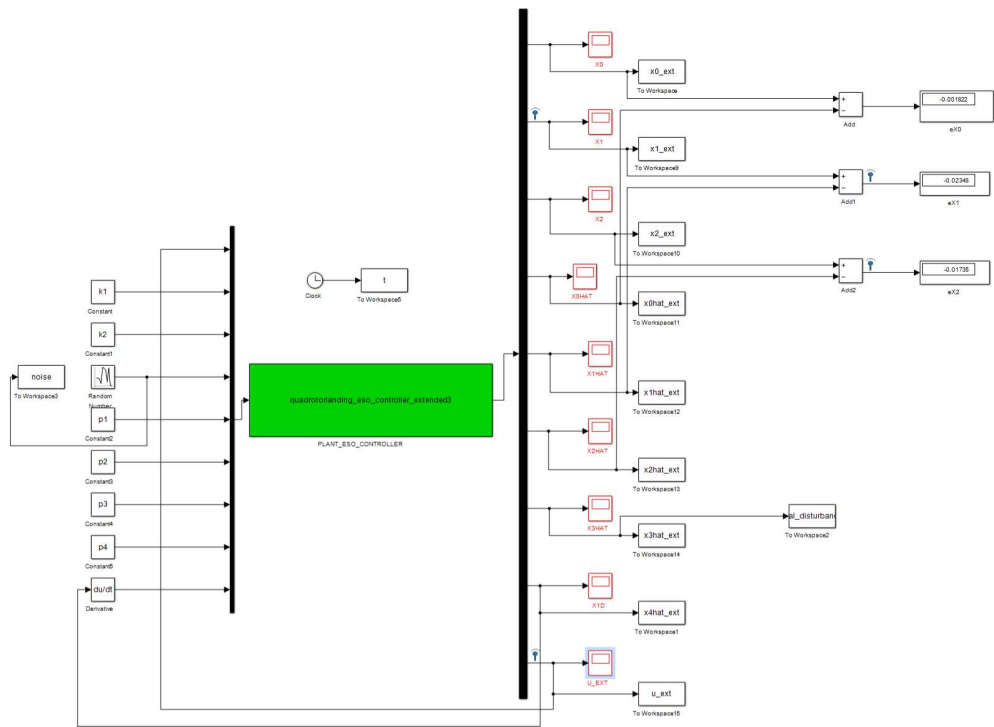 X0
x0_ext
To Workspace
+
−
Add
-0.001822
eX0
X1
x1_ext
To Workspace9
+
−
Add1
-0.02346
eX1
X2
x2_ext
To Workspace10
+
−
Add2
-0.01735
eX2
t
Clock
To Workspace5
X0HAT
x0hat_ext
To Workspace11
k1
Constant
k2
Constant1
noise
To Workspace3
Random
Number
X1HAT
x1hat_ext
To Workspace12
quadrotorlanding_eso_controller_extended3
PLANT_ESO_CONTROLLER
p1
Constant2
p2
Constant3
X2HAT
x2hat_ext
To Workspace13
p3
Constant4
X3HAT
x3hat_ext
To Workspace14
al_disturban
To Workspace2
p4
Constant5
du/dt
Derivative
X1D
x4hat_ext
To Workspace1
U_EXT
u_ext
To Workspace15